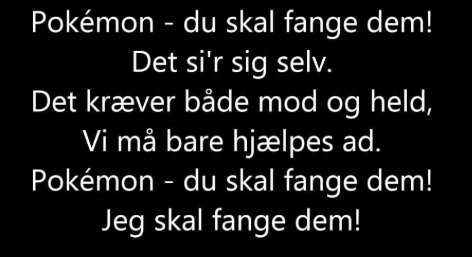 Pokémon - du skal fange dem!
Det si'r sig selv.
Det kræver både mod og held,
Vi må bare hjælpes ad.
Pokémon - du skal fange dem!
Jeg skal fange dem!